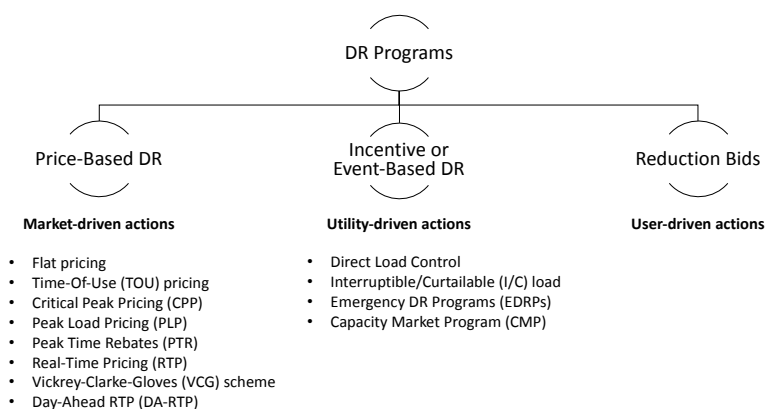 DR Programs
Price-Based DR
Incentive or
Event-Based DR
Reduction Bids
Market-driven actions
Utility-driven actions
User-driven actions
• Flat pricing
• Time-Of-Use (TOU) pricing
• Critical Peak Pricing (CPP)
• Peak Load Pricing (PLP)
• Peak Time Rebates (PTR)
• Real-Time Pricing (RTP)
• Vickrey-Clarke-Gloves (VCG) scheme
• Day-Ahead RTP (DA-RTP)
• Direct Load Control
• Interruptible/Curtailable (I/C) load
• Emergency DR Programs (EDRPs)
• Capacity Market Program (CMP)